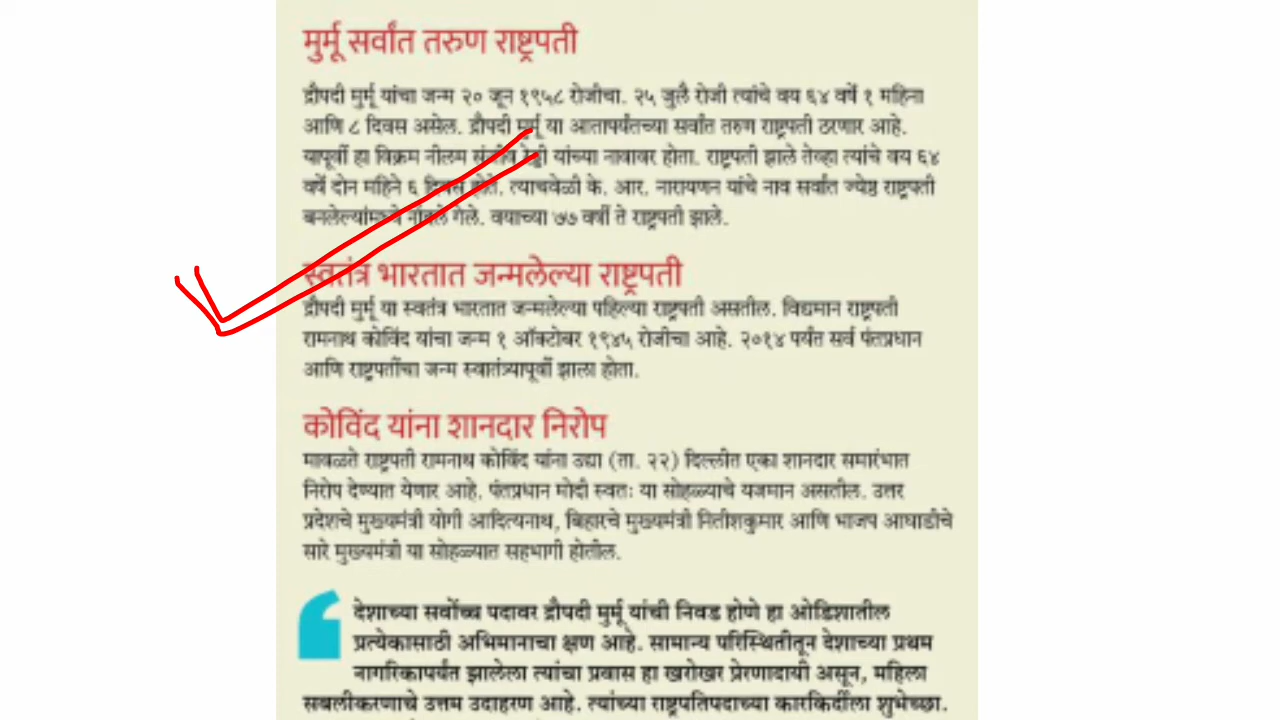 मुर्मू सर्वांत तरुण राष्ट्रपती
द्रौपदी मुर्मू यांचा जन्म २० जून १९५८ रोजीचा. २५ जुलै रोजी त्यांचे वय ६४ वर्षे १ महिना
आणि ८ दिवस असेल. द्रौपदी मुर्मू या आतापर्यंतच्या सर्वांत तरुण राष्ट्रपती ठरणार आहे.
यापूर्वी हा विक्रम नीलम संजीव रेड्डी यांच्या नावावर होता. राष्ट्रपती झाले तेव्हा त्यांचे वय ६४
वर्षे दोन महिने ६ दिवस होते. त्याचवेळी के. आर. नारायणन यांचे नाव सर्वांत ज्येष्ठ राष्ट्रपती
बनलेल्यांमध्ये नोंदले गेले. वयाच्या ७७ वर्षी ते राष्ट्रपती झाले.
स्वतंत्र भारतात जन्मलेल्या राष्ट्रपती
द्रौपदी मुर्मू या स्वतंत्र भारतात जन्मलेल्या पहिल्या राष्ट्रपती असतील. विद्यमान राष्ट्रपती
रामनाथ कोविंद यांचा जन्म १ ऑक्टोबर १९४५ रोजीचा आहे. २०१४ पर्यंत सर्व पंतप्रधान
आणि राष्ट्रपतींचा जन्म स्वातंत्र्यापूर्वी झाला होता.
कोविंद यांना शानदार निरोप
मावळते राष्ट्रपती रामनाथ कोविंद यांना उद्या (ता. २२) दिल्लीत एका शानदार समारंभात
निरोप देण्यात येणार आहे. पंतप्रधान मोदी स्वतः या सोहळ्याचे यजमान असतील. उत्तर
प्रदेशचे मुख्यमंत्री योगी आदित्यनाथ, बिहारचे मुख्यमंत्री नितीशकुमार आणि भाजप आघाडीचे
सारे मुख्यमंत्री या सोहळ्यात सहभागी होतील.
देशाच्या सर्वोच्च पदावर द्रौपदी मुर्मू यांची निवड होणे हा ओडिशातील
प्रत्येकासाठी अभिमानाचा क्षण आहे. सामान्य परिस्थितीतून देशाच्या प्रथम
नागरिकापर्यंत झालेला त्यांचा प्रवास हा खरोखर प्रेरणादायी असून, महिला
सबलीकरणाचे उत्तम उदाहरण आहे. त्यांच्या राष्ट्रपतिपदाच्या कारकिर्दीला शुभेच्छा.